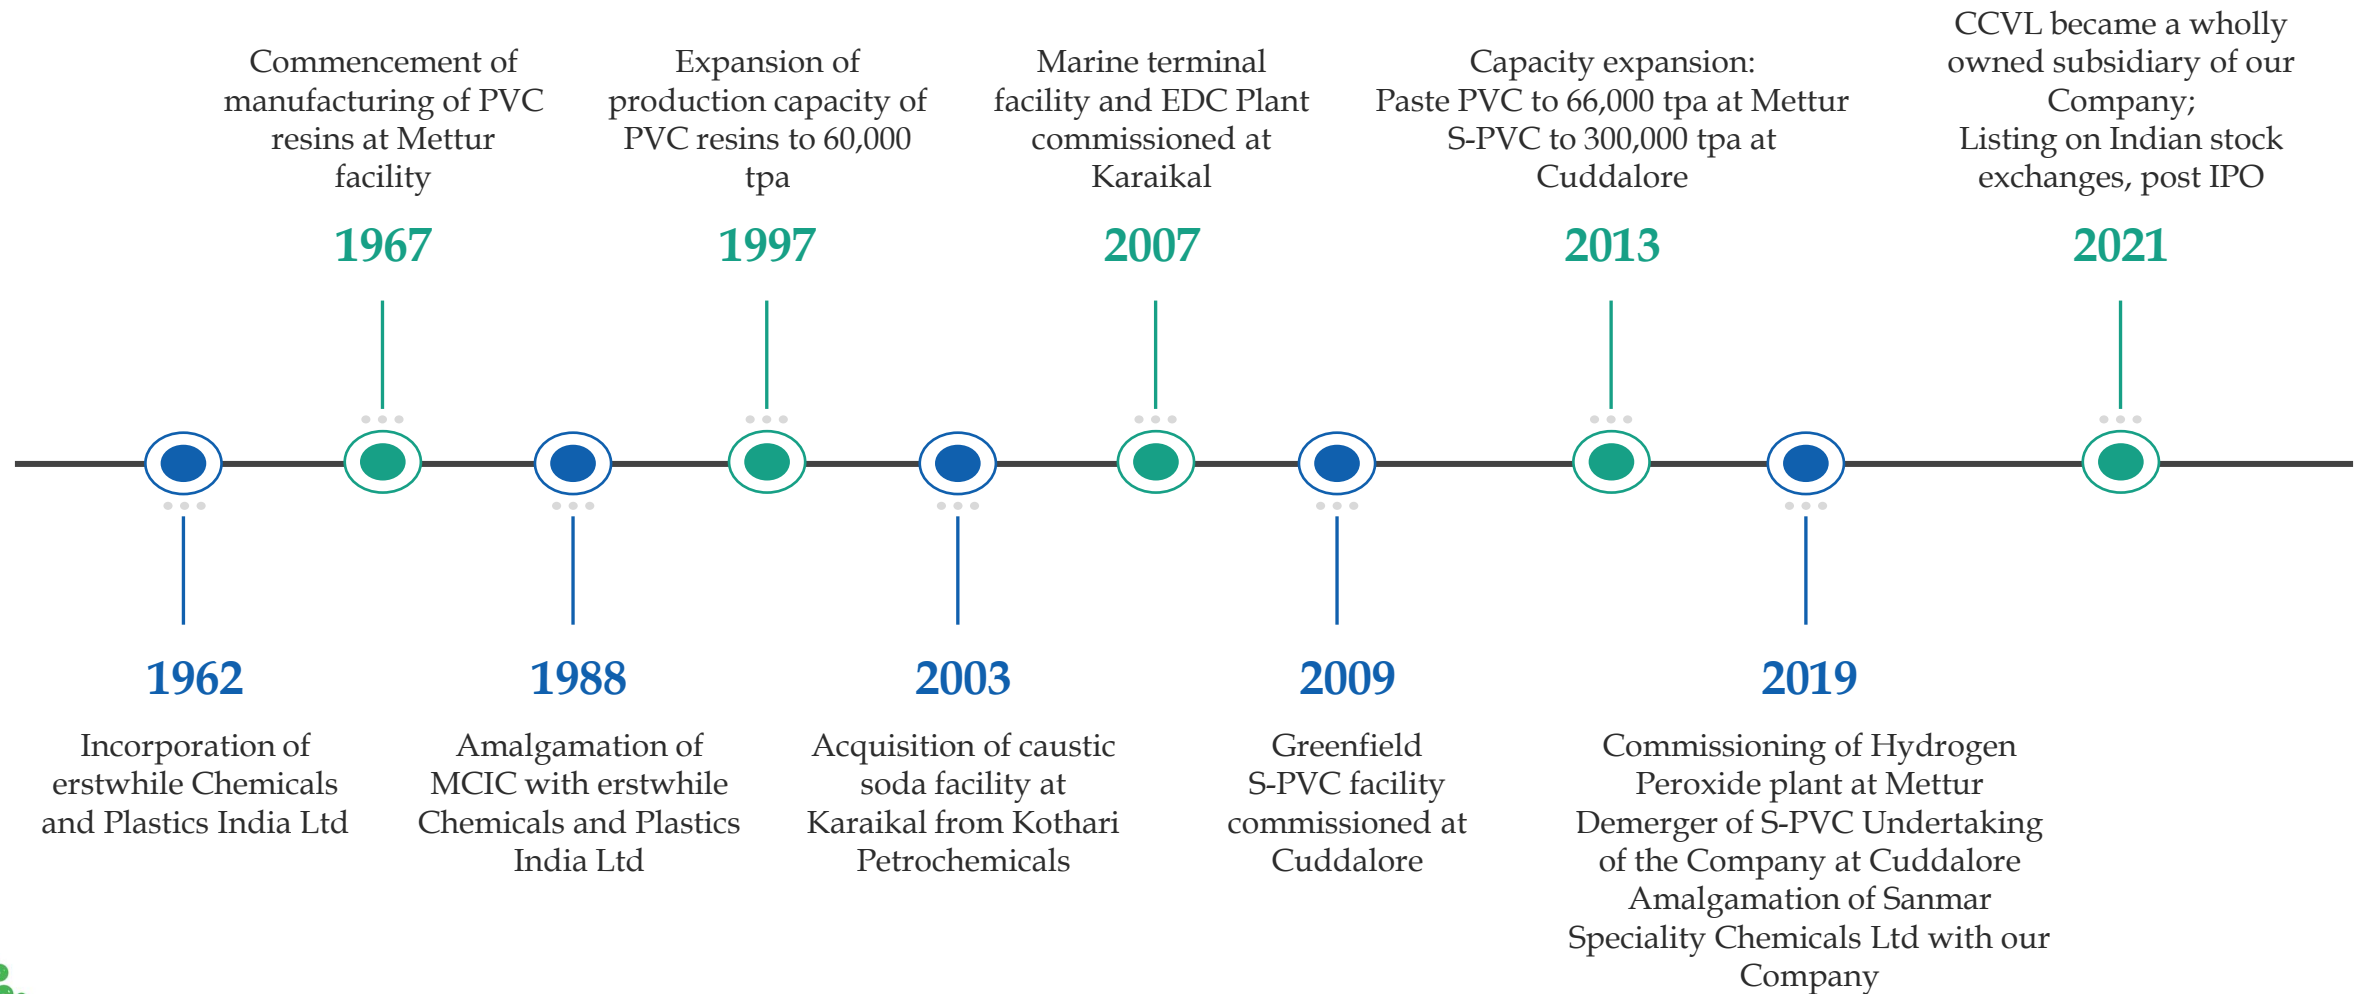 Commencement of
manufacturing of PVC
resins at Mettur
facility
1967
Expansion of
production capacity of
PVC resins to 60,000
tpa
1997
Marine terminal
facility and EDC Plant
commissioned at
Karaikal
2007
Capacity expansion:
Paste PVC to 66,000 tpa at Mettur
S-PVC to 300,000 tpa at
Cuddalore
2013
CCVL became a wholly
owned subsidiary of our
Company;
Listing on Indian stock
exchanges, post IPO
2021
1962
Incorporation of
erstwhile Chemicals
and Plastics India Ltd
1988
Amalgamation of
MCIC with erstwhile
Chemicals and Plastics
India Ltd
2003
Acquisition of caustic
soda facility at
Karaikal from Kothari
Petrochemicals
2009
Greenfield
S-PVC facility
commissioned at
Cuddalore
2019
Commissioning of Hydrogen
Peroxide plant at Mettur
Demerger of S-PVC Undertaking
of the Company at Cuddalore
Amalgamation of Sanmar
Speciality Chemicals Ltd with our
Company